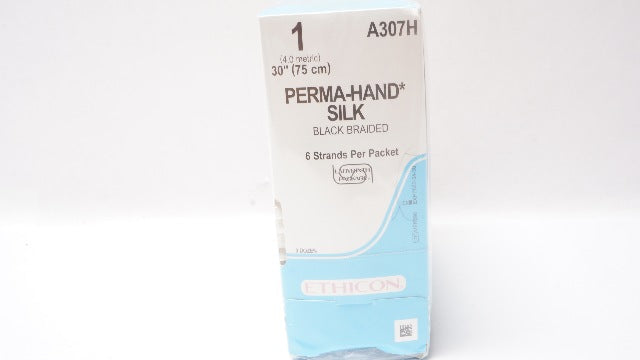 1
A307H
(4.0 metric)
30" (75 cm)
PERMA-HAND*
SILK
BLACK BRAIDED
6 Strands Per Packet
ETHICON